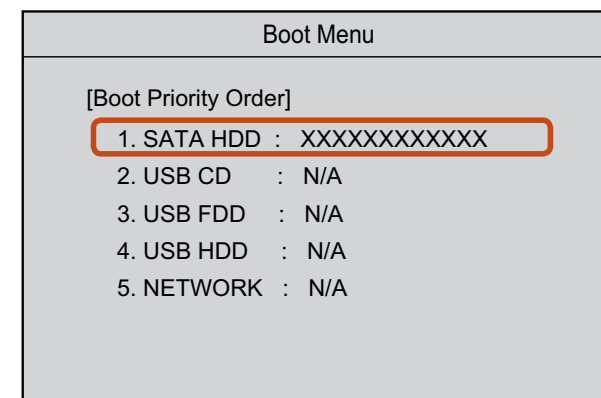 Boot Menu
[Boot Priority Order]
1. SATA HDD : XXXXXXXXXXXX
2. USB CD : N/A
3. USB FDD : N/A
4. USB HDD : N/A
5. NETWORK : N/A